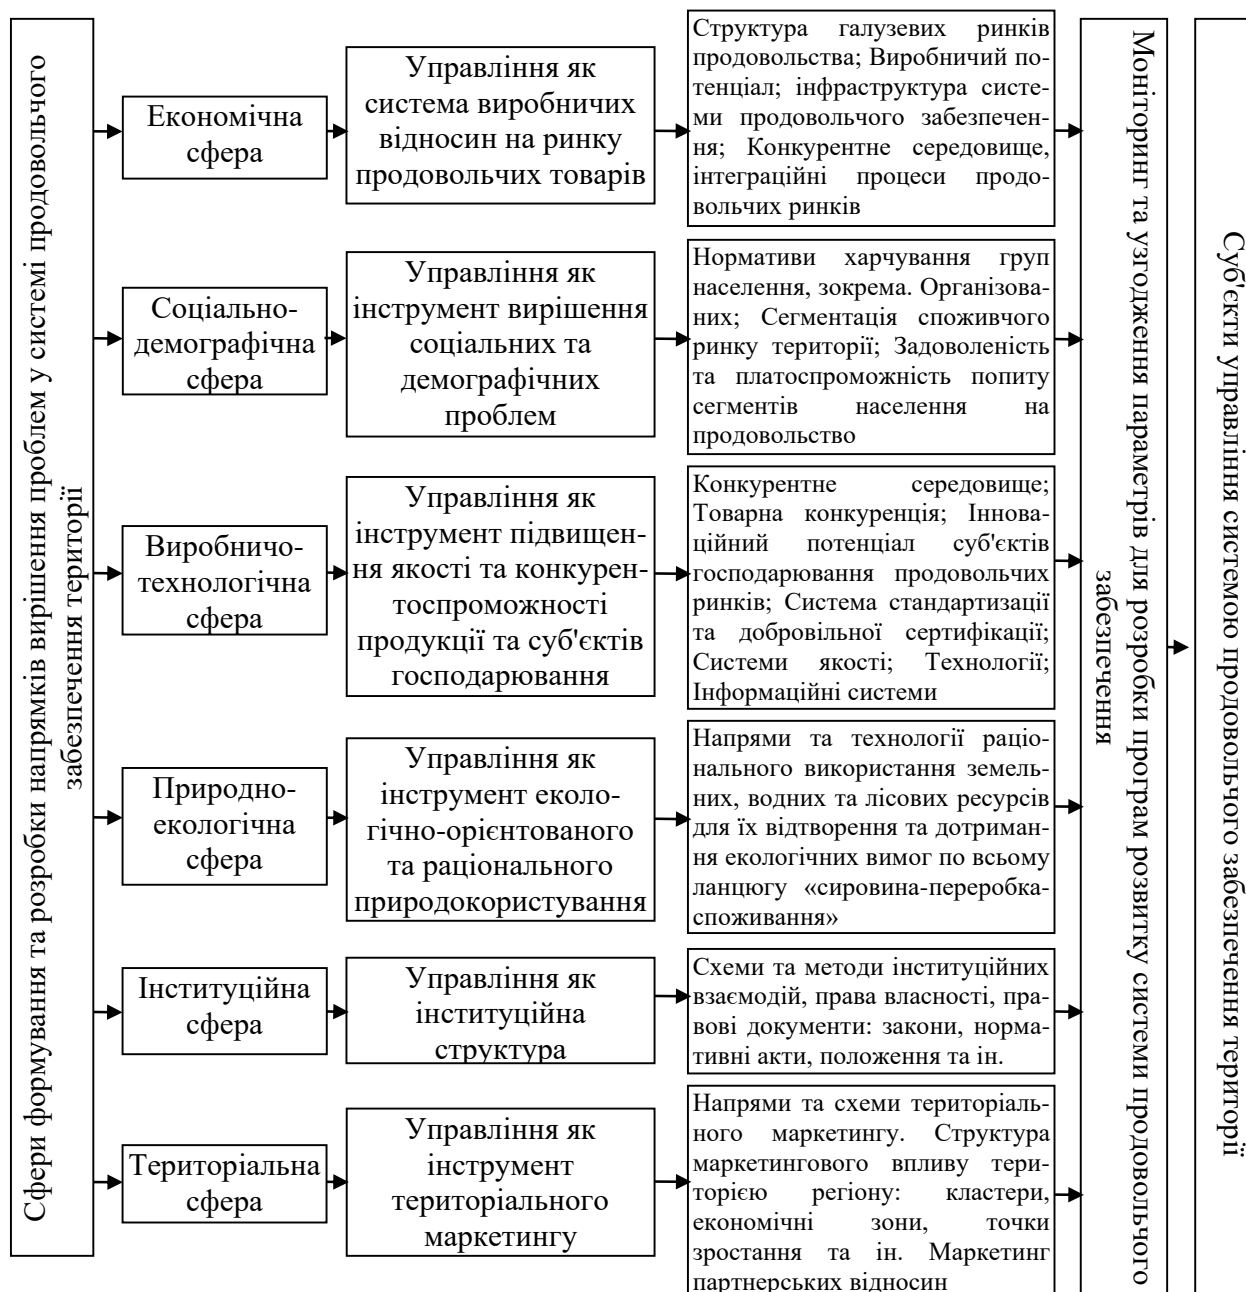 Сфери формування та розробки напрямків вирішення проблем у системі продовольчого
забезпечення території
Економічна
сфера
Управління як
система виробничих
відносин на ринку
продовольчих товарів
Структура галузевих ринків
продовольства; Виробничий по-
тенціал; інфраструктура систе-
ми продовольчого забезпечен-
ня; Конкурентне середовище,
інтеграційні процеси продо-
вольчих ринків
Соціально-
демографічна
сфера
Управління як
інструмент вирішення
соціальних та
демографічних
проблем
Нормативи харчування груп
населення, зокрема. Організова-
них; Сегментація споживчого
ринку території; Задоволеність
та платоспроможність попиту
сегментів населення на
продовольство
Виробничо-
технологічна
сфера
Управління як
інструмент підвищен-
ня якості та конкурен-
тоспроможності
продукції та суб'єктів
господарювання
Конкурентне середовище;
Товарна конкуренція; Іннова-
ційний потенціал суб'єктів
господарювання продовольчих
ринків; Система стандартизації
та добровільної сертифікації;
Системи якості; Технології;
Інформаційні системи
Природно-
екологічна
сфера
Управління як
інструмент еколо-
гічно-орієнтованого
та раціонального
природокористування
Напрями та технології раціо-
нального використання земель-
них, водних та лісових ресурсів
для їх відтворення та дотриман-
ня екологічних вимог по всьому
ланцюгу «сировина-переробка-
споживання»
Інституційна
сфера
Управління як
інституційна
структура
Схеми та методи інституційних
взаємодій, права власності, пра-
вові документи: закони, норма-
тивні акти, положення та ін.
Територіальна
сфера
Управління як
інструмент
територіального
маркетингу
Напрями та схеми територіаль-
ного маркетингу. Структура
маркетингового впливу тери-
торією регіону: кластери,
економічні зони, точки
зростання та ін. Маркетинг
партнерських відносин
Моніторинг та узгодження параметрів для розробки програм розвитку системи продовольчого
забезпечення
Суб'єкти управління системою продовольчого забезпечення території